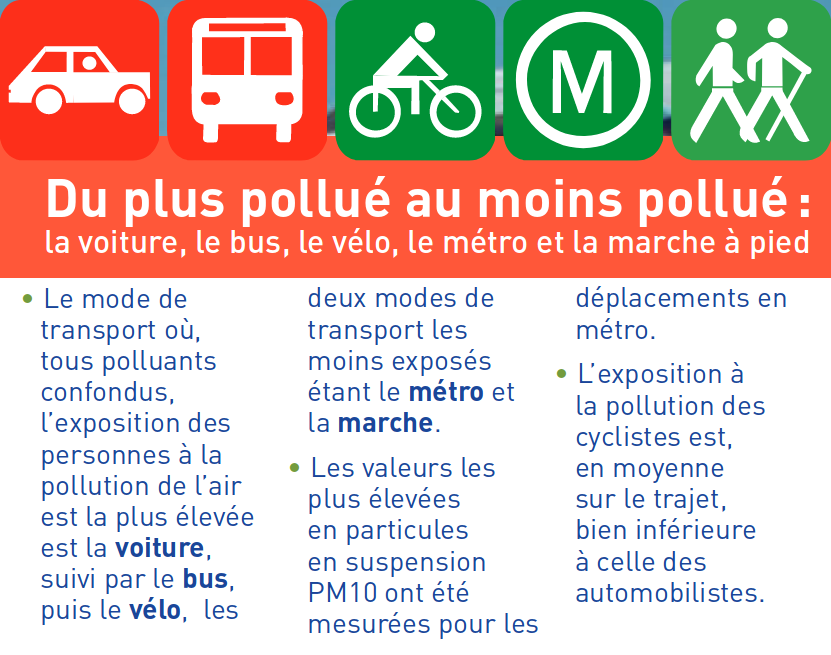 M
Du plus pollué au moins pollué :
la voiture, le bus, le vélo, le métro et la marche à pied
• Le mode de
transport où,
tous polluants
confondus,
l’exposition des
personnes à la
pollution de l’air
est la plus élevée
est la voiture,
suivi par le bus,
puis le vélo, les
deux modes de
transport les
moins exposés
étant le métro et
la marche.
• Les valeurs les
plus élevées
en particules
en suspension
PM10 ont été
mesurées pour les
déplacements en
métro.
• L’exposition à
la pollution des
cyclistes est,
en moyenne
sur le trajet,
bien inférieure
à celle des
automobilistes.